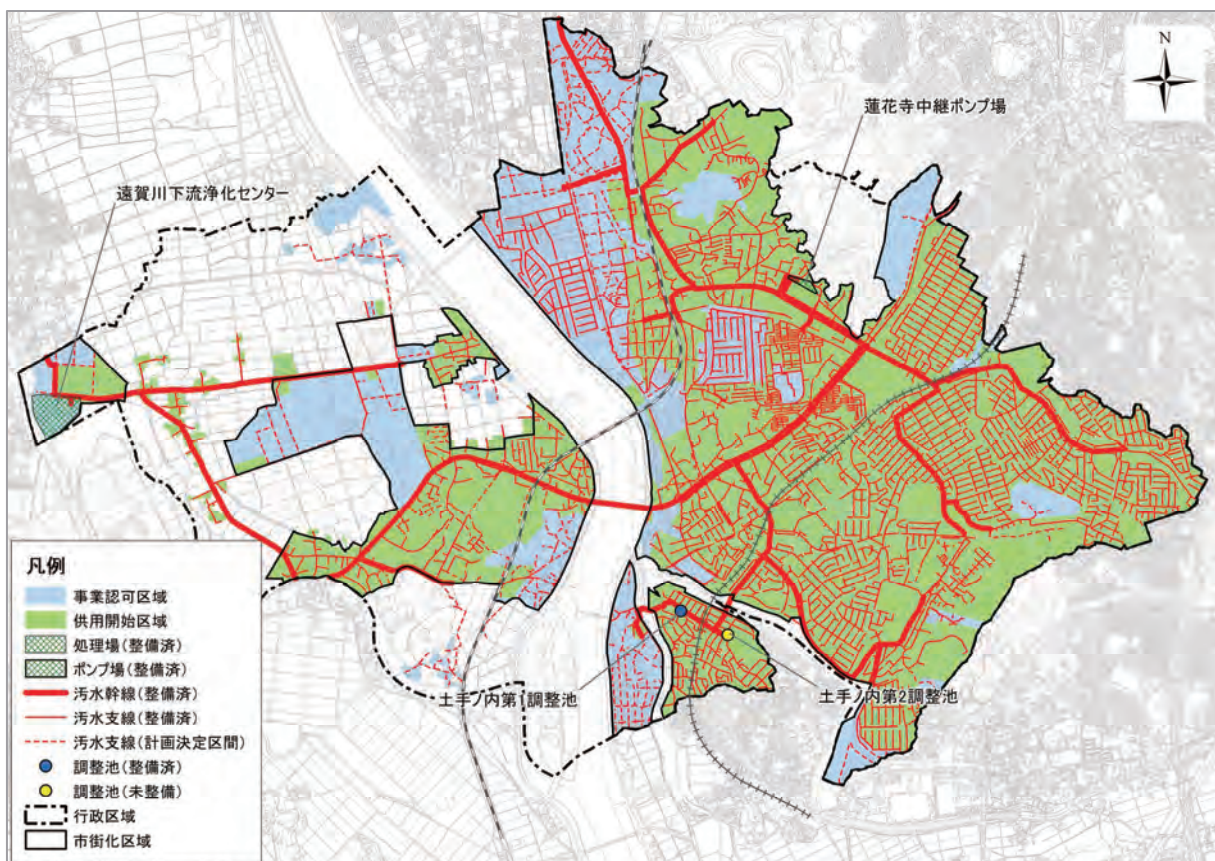 N
蓮花寺中継ポンプ場
遠賀川下流浄化センター
土手ノ内第1調整池
土手ノ内第2調整池
凡例
事業認可区域
供用開始区域
処理場(整備済)
ポンプ場(整備済)
汚水幹線(整備済)
汚水支線(整備済)
汚水支線(計画決定区間)
調整池(整備済)
調整池(未整備)
行政区域
市街化区域